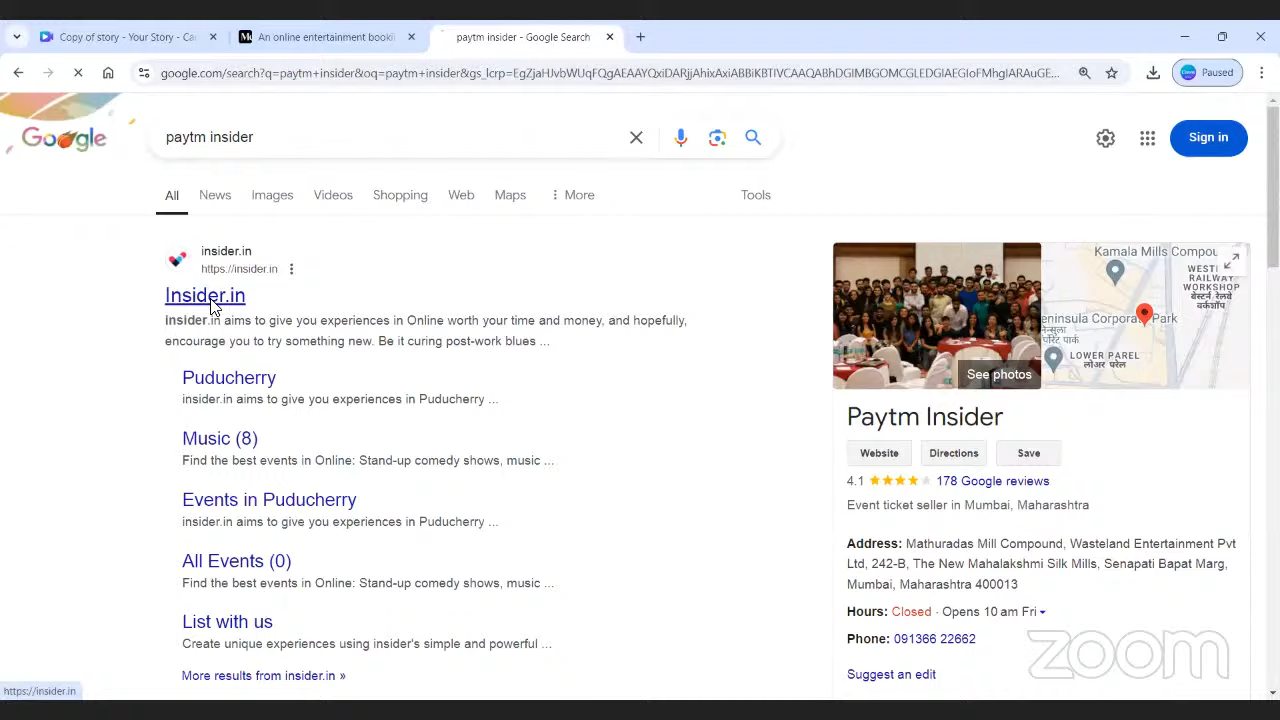 Copy of story - Your Story - Ca
An online entertainment booki
paytm insider - Google Search
google.com/search?q=paytm+insider&oq=paytm+insider&gs_lcrp=
Paused
Google
paytm insider
Sign in
All
News
Images
Videos
Shopping
Web
Maps
More
Tools
insider.in
https://insider.in
Insider.in
insider.in aims to give you experiences in Online worth your time and money, and hopefully,
encourage you to try something new. Be it curing post-work blues ...
Puducherry
insider.in aims to give you experiences in Puducherry ...
Music (8)
Find the best events in Online: Stand-up comedy shows, music ...
Events in Puducherry
insider.in aims to give you experiences in Puducherry ...
All Events (0)
Find the best events in Online: Stand-up comedy shows, music ...
List with us
Create unique experiences using insider's simple and powerful ...
More results from insider.in »
https://insider.in
See photos
Kamala Mills Compou
WEST
RAILWAY
WORKSHOP
वेस्टर्न रेलवे
वर्कशॉप
eninsula Corporat Park
LOWER PAREL
लोअर परेल
Paytm Insider
Website
Directions
Save
4.1
178 Google reviews
Event ticket seller in Mumbai, Maharashtra
Address: Mathuradas Mill Compound, Wasteland Entertainment Pvt
Ltd, 242-B, The New Mahalakshmi Silk Mills, Senapati Bapat Marg,
Mumbai, Maharashtra 400013
Hours: Closed · Opens 10 am Fri
Phone: 091366 22662
Suggest an edit
zoom